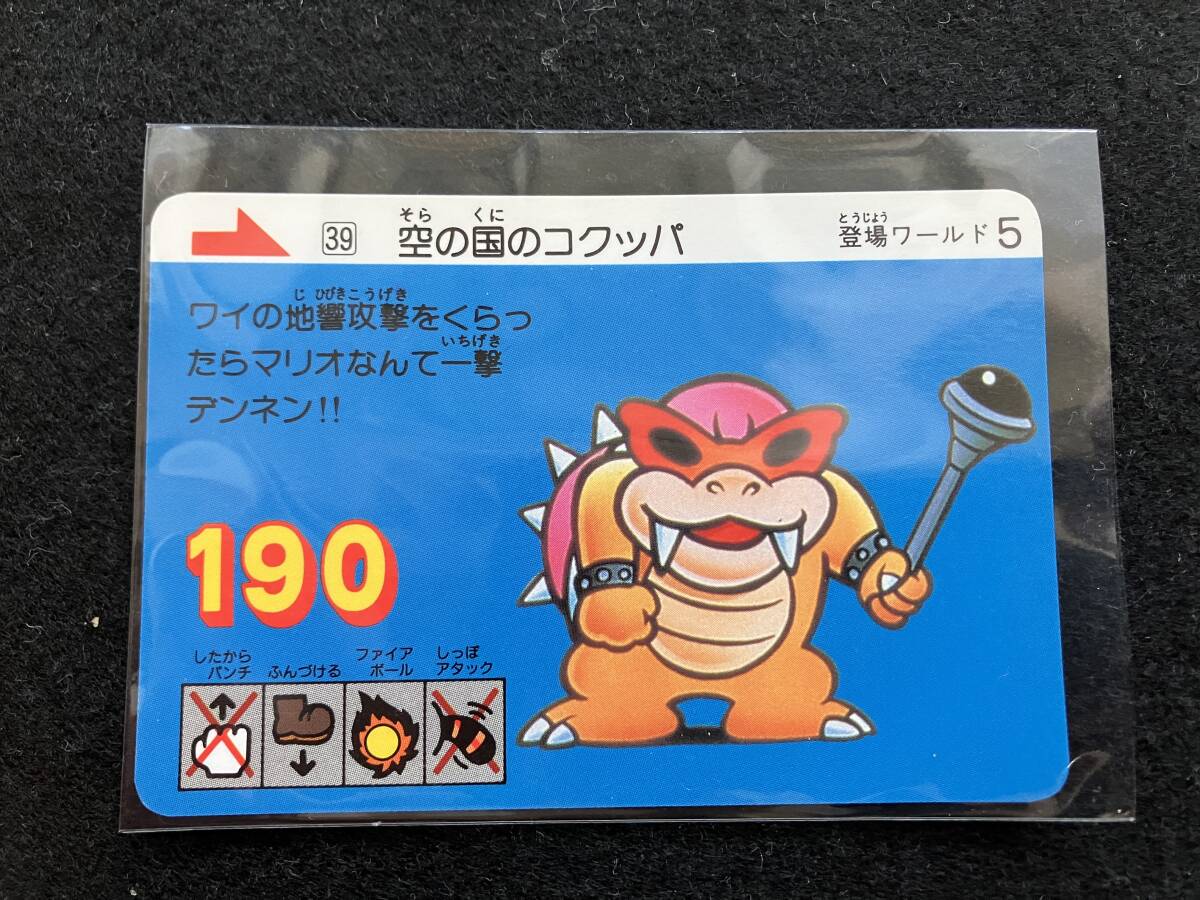 39 空の国のコクッパ 登場ワールド5
そら くに とうじょう
じ ひびきこうげき
ワイの地響攻撃をくらっ
いちげき
たらマリオなんて一撃
デンネン!!
190
したから
パンチ
ふんづける
ファイア
ボール
しっぽ
アタック